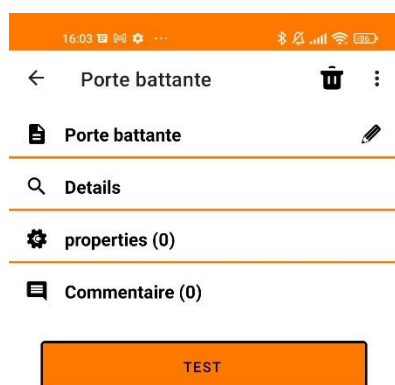 16:03
Porte battante
Porte battante
Details
properties (0)
Commentaire (0)
TEST